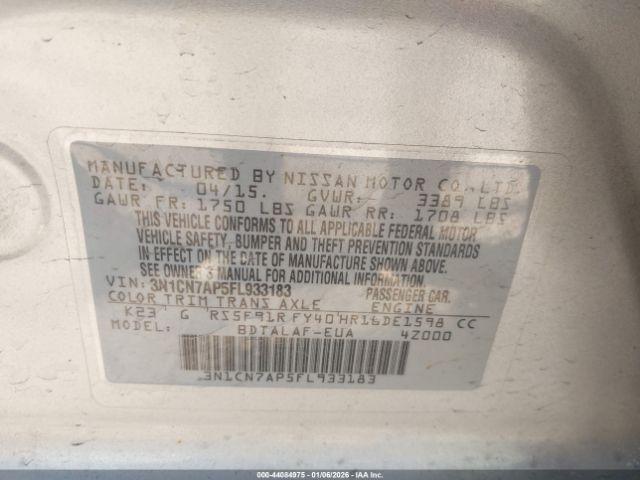 MANUFACTURED BY NISSAN MOTOR CO., LTD.
DATE: 04/15. GVWR: 3389 LBS
GAWR FR: 1750 LBS GAWR RR: 1708 LBS
THIS VEHICLE CONFORMS TO ALL APPLICABLE FEDERAL MOTOR
VEHICLE SAFETY, BUMPER AND THEFT PREVENTION STANDARDS
IN EFFECT ON THE DATE OF MANUFACTURE SHOWN ABOVE.
SEE OWNER'S MANUAL FOR ADDITIONAL INFORMATION.
VIN: 3N1CN7AP5FL933183 PASSENGER CAR.
COLOR TRIM TRANS AXLE ENGINE
K23 G RI5F91R FY40 HR16DE1598 CC
BDTALAF-EUA 4Z000
3N1CN7AP5FL933183
000-44084975 - 01/06/2026 - IAA Inc.